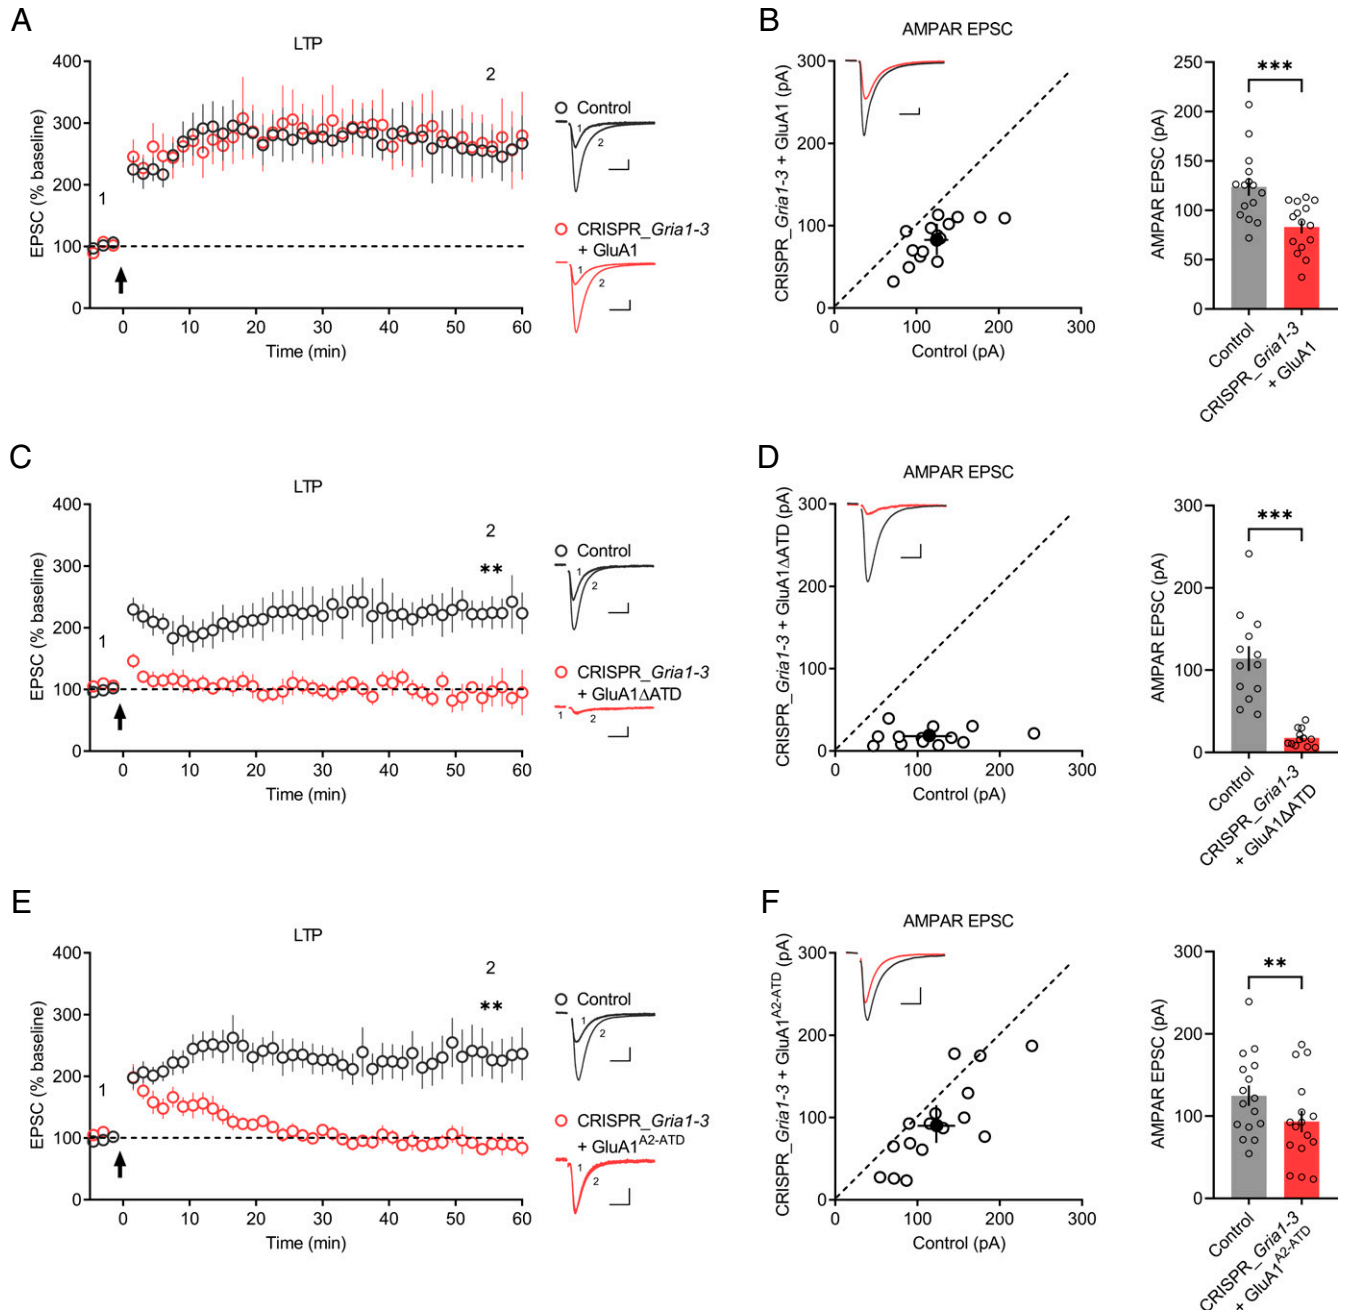 A
LTP
EPSC (% baseline)
400
300
200
100
0
1
2
0 10 20 30 40 50 60
Time (min)
Control
1
2
CRISPR_Gria1-3
+ GluA1
1
2
B
AMPAR EPSC
CRISPR_Gria1-3 + GluA1 (pA)
300
200
100
0
0 100 200 300
Control (pA)
AMPAR EPSC (pA)
250
200
150
100
50
0
***
Control
CRISPR_Gria1-3
+ GluA1
C
LTP
EPSC (% baseline)
400
300
200
100
0
1
2
**
0 10 20 30 40 50 60
Time (min)
Control
1
2
CRISPR_Gria1-3
+ GluA1ΔATD
1
2
D
AMPAR EPSC
CRISPR_Gria1-3 + GluA1ΔATD (pA)
300
200
100
0
0 100 200 300
Control (pA)
AMPAR EPSC (pA)
300
200
100
0
***
Control
CRISPR_Gria1-3
+ GluA1ΔATD
E
LTP
EPSC (% baseline)
400
300
200
100
0
1
2
**
0 10 20 30 40 50 60
Time (min)
Control
1
2
CRISPR_Gria1-3
+ GluA1A2-ATD
1
2
F
AMPAR EPSC
CRISPR_Gria1-3 + GluA1A2-ATD (pA)
300
200
100
0
0 100 200 300
Control (pA)
AMPAR EPSC (pA)
300
200
100
0
**
Control
CRISPR_Gria1-3
+ GluA1A2-ATD